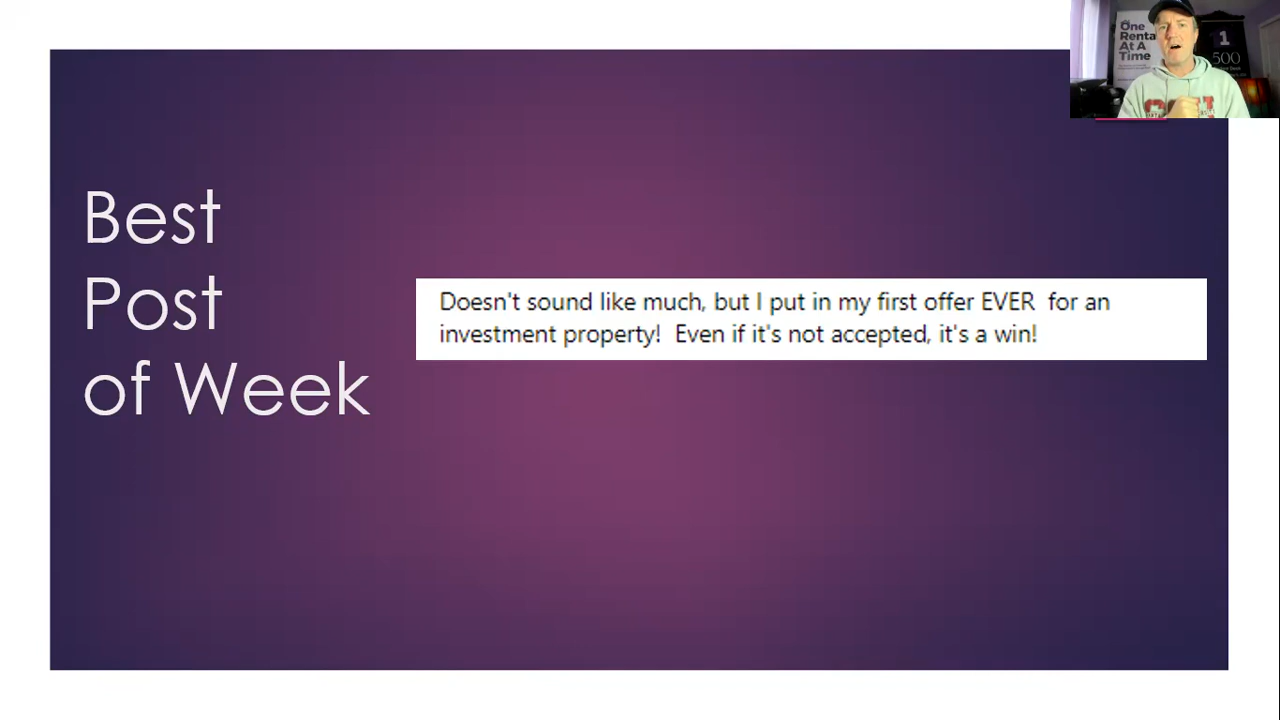 One
Rental
At A
Time
1
500
Best
Post
of Week
Doesn't sound like much, but I put in my first offer EVER for an
investment property! Even if it's not accepted, it's a win!